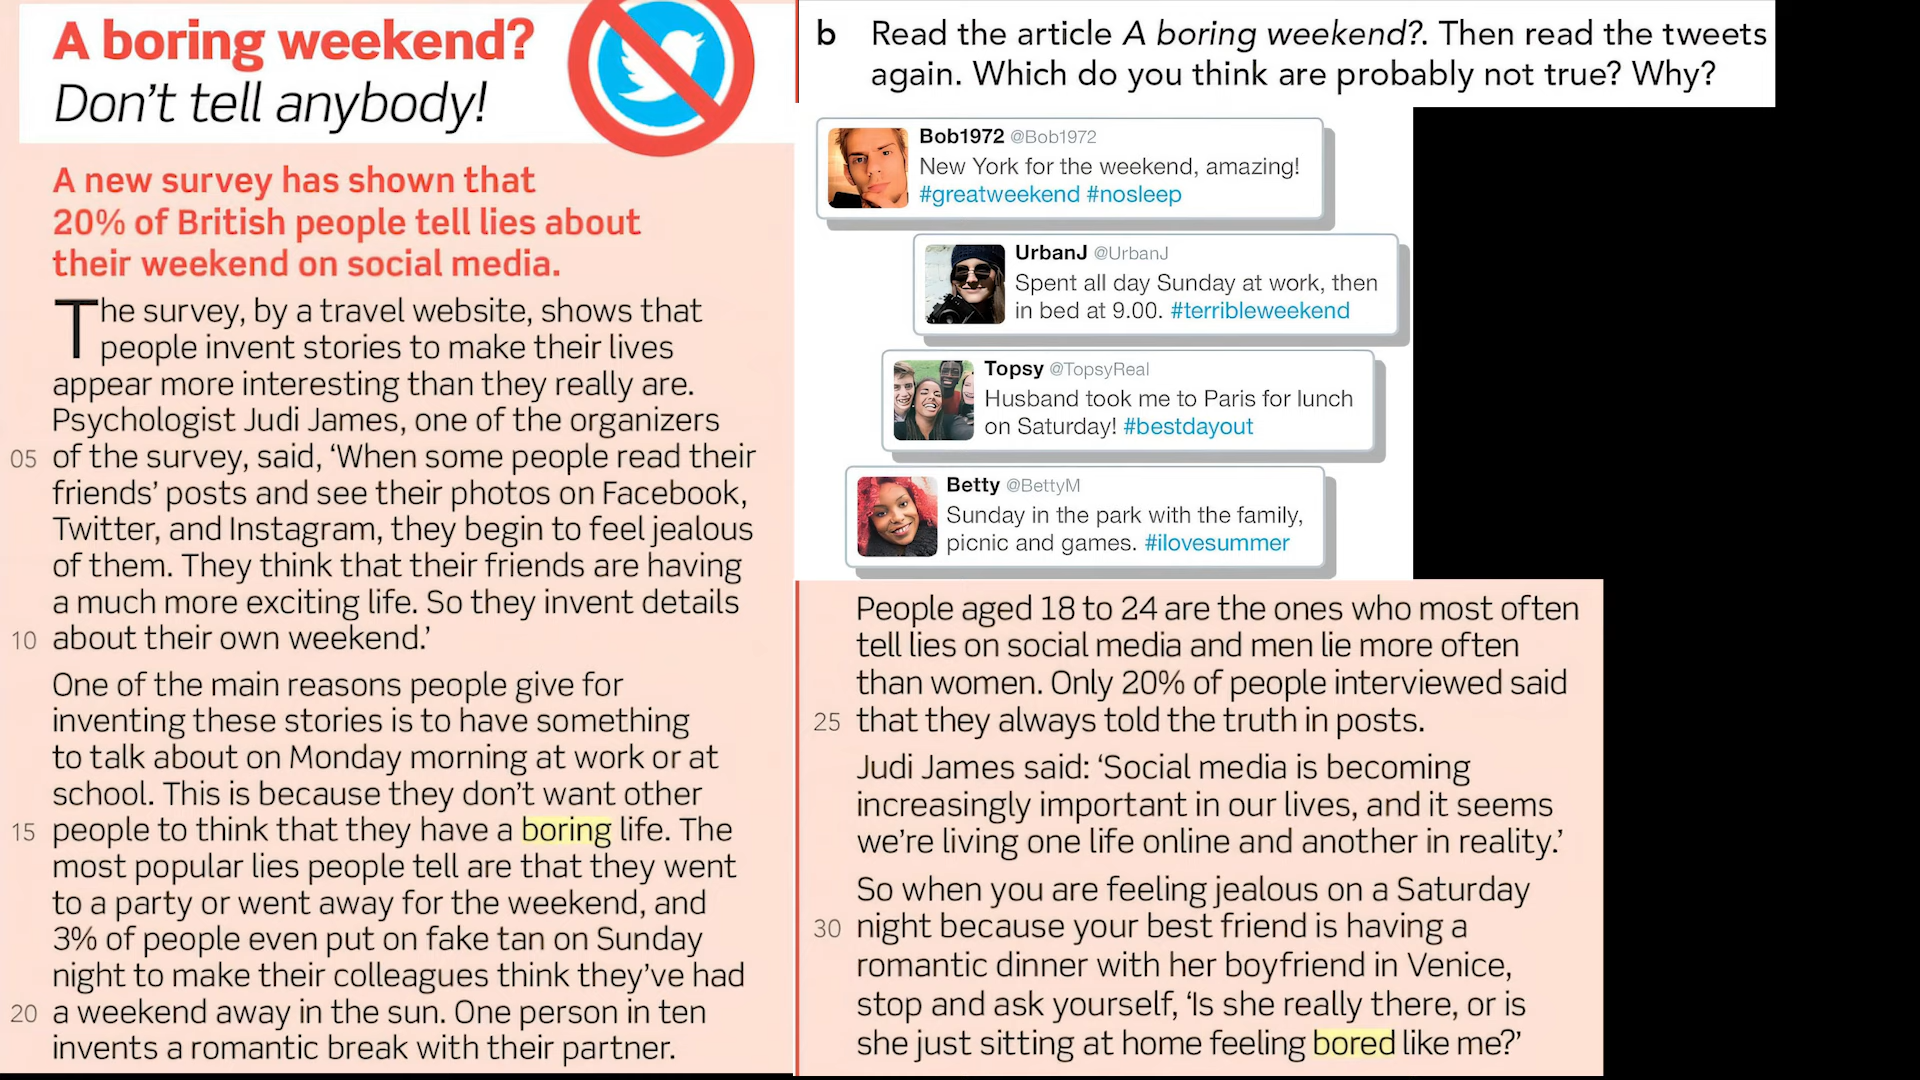 A boring weekend?
Don't tell anybody!
A new survey has shown that
20% of British people tell lies about
their weekend on social media.
The survey, by a travel website, shows that
people invent stories to make their lives
appear more interesting than they really are.
Psychologist Judi James, one of the organizers
05 of the survey, said, 'When some people read their
friends' posts and see their photos on Facebook,
Twitter, and Instagram, they begin to feel jealous
of them. They think that their friends are having
a much more exciting life. So they invent details
10 about their own weekend.'
One of the main reasons people give for
inventing these stories is to have something
to talk about on Monday morning at work or at
school. This is because they don't want other
15 people to think that they have a boring life. The
most popular lies people tell are that they went
to a party or went away for the weekend, and
3% of people even put on fake tan on Sunday
night to make their colleagues think they've had
20 a weekend away in the sun. One person in ten
invents a romantic break with their partner.
b Read the article A boring weekend?. Then read the tweets
again. Which do you think are probably not true? Why?
Bob1972 @Bob1972
New York for the weekend, amazing!
#greatweekend #nosleep
UrbanJ @UrbanJ
Spent all day Sunday at work, then
in bed at 9.00. #terribleweekend
Topsy @TopsyReal
Husband took me to Paris for lunch
on Saturday! #bestdayout
Betty @BettyM
Sunday in the park with the family,
picnic and games. #ilovesummer
People aged 18 to 24 are the ones who most often
tell lies on social media and men lie more often
than women. Only 20% of people interviewed said
25 that they always told the truth in posts.
Judi James said: 'Social media is becoming
increasingly important in our lives, and it seems
we're living one life online and another in reality.'
So when you are feeling jealous on a Saturday
30 night because your best friend is having a
romantic dinner with her boyfriend in Venice,
stop and ask yourself, 'Is she really there, or is
she just sitting at home feeling bored like me?'